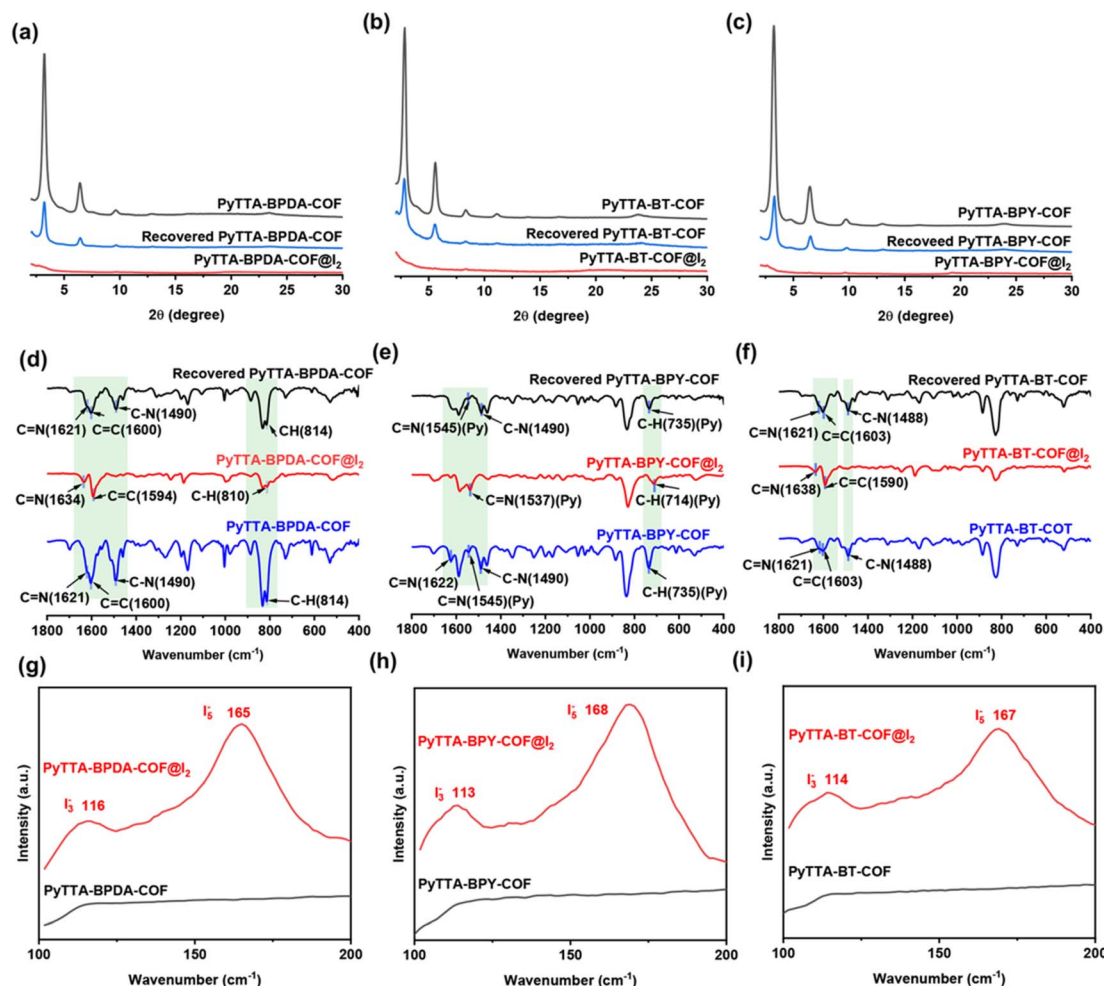 (a)
PyTTA-BPDA-COF
Recovered PyTTA-BPDA-COF
PyTTA-BPDA-COF@I₂
5 10 15 20 25 30
2θ (degree)
(b)
PyTTA-BT-COF
Recovered PyTTA-BT-COF
PyTTA-BT-COF@I₂
5 10 15 20 25 30
2θ (degree)
(c)
PyTTA-BPY-COF
Recoveed PyTTA-BPY-COF
PyTTA-BPY-COF@I₂
5 10 15 20 25 30
2θ (degree)
(d)
Recovered PyTTA-BPDA-COF
C=N(1621)
C=C(1600)
C-N(1490)
CH(814)
PyTTA-BPDA-COF@I₂
C=N(1634)
C=C(1594)
C-H(810)
PyTTA-BPDA-COF
C=N(1621)
C=C(1600)
C-N(1490)
C-H(814)
1800 1600 1400 1200 1000 800 600 400
Wavenumber (cm⁻¹)
(e)
Recovered PyTTA-BPY-COF
C=N(1545)(Py)
C-N(1490)
C-H(735)(Py)
PyTTA-BPY-COF@I₂
C=N(1537)(Py)
C-H(714)(Py)
PyTTA-BPY-COF
C=N(1622)
C=N(1545)(Py)
C-N(1490)
C-H(735)(Py)
1800 1600 1400 1200 1000 800 600 400
Wavenumber (cm⁻¹)
(f)
Recovered PyTTA-BT-COF
C=N(1621)
C=C(1603)
C-N(1488)
PyTTA-BT-COF@I₂
C=N(1638)
C=C(1590)
PyTTA-BT-COT
C=N(1621)
C=C(1603)
C-N(1488)
1800 1600 1400 1200 1000 800 600 400
Wavenumber (cm⁻¹)
(g)
Intensity (a.u.)
I₅⁻ 165
PyTTA-BPDA-COF@I₂
I₃⁻ 116
PyTTA-BPDA-COF
100 150 200
Wavenumber (cm⁻¹)
(h)
Intensity (a.u.)
I₅⁻ 168
PyTTA-BPY-COF@I₂
I₃⁻ 113
PyTTA-BPY-COF
100 150 200
Wavenumber (cm⁻¹)
(i)
Intensity (a.u.)
I₅⁻ 167
PyTTA-BT-COF@I₂
I₃⁻ 114
PyTTA-BT-COF
100 150 200
Wavenumber (cm⁻¹)